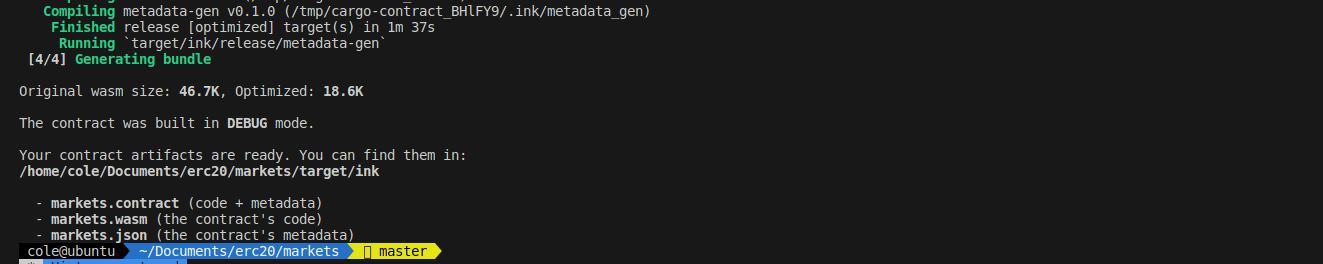 Compiling metadata-gen v0.1.0 (/tmp/cargo-contract_BHlFY9/.ink/metadata_gen)
Finished release [optimized] target(s) in 1m 37s
Running `target/ink/release/metadata-gen`
[4/4] Generating bundle
Original wasm size: 46.7K, Optimized: 18.6K
The contract was built in DEBUG mode.
Your contract artifacts are ready. You can find them in:
/home/cole/Documents/erc20/markets/target/ink
- markets.contract (code + metadata)
- markets.wasm (the contract's code)
- markets.json (the contract's metadata)
cole@ubuntu ~/Documents/erc20/markets master